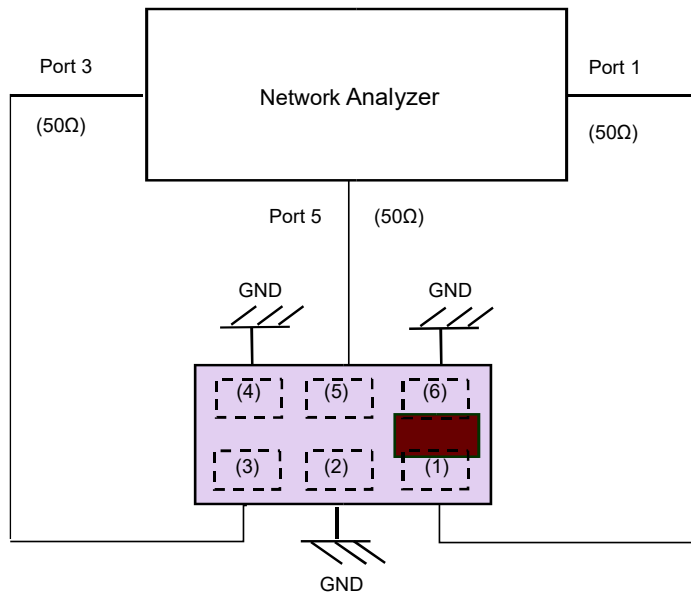 Port 3
Port 1
Network Analyzer
(50Ω)
(50Ω)
Port 5
(50Ω)
GND
GND
(4)
(5)
(6)
(3)
(2)
(1)
GND